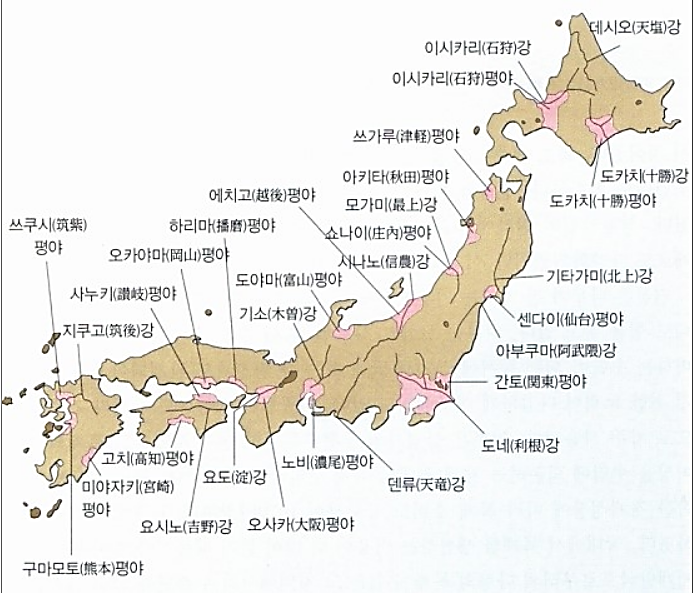 데시오(天塩)강
이시카리(石狩)강
이시카리(石狩)평야
쓰가루(津軽)평야
도카치(十勝)강
아키타(秋田)평야
에치고(越後)평야
도카치(十勝)평야
모가미(最上)강
쓰쿠시(筑紫)
평야
하리마(播磨)평야
쇼나이(庄內)평야
오카야마(岡山)평야
시나노(信農)강
기타가미(北上)강
도야마(富山)평야
사누키(讚岐)평야
기소(木曽)강
센다이(仙台)평야
지쿠고(筑後)강
아부쿠마(阿武隈)강
간토(関東)평야
도네(利根)강
고치(高知)평야
노비(濃尾)평야
요도(淀)강
덴류(天竜)강
미야자키(宮崎)
평야
요시노(吉野)강
오사카(大阪)평야
구마모토(熊本)평야